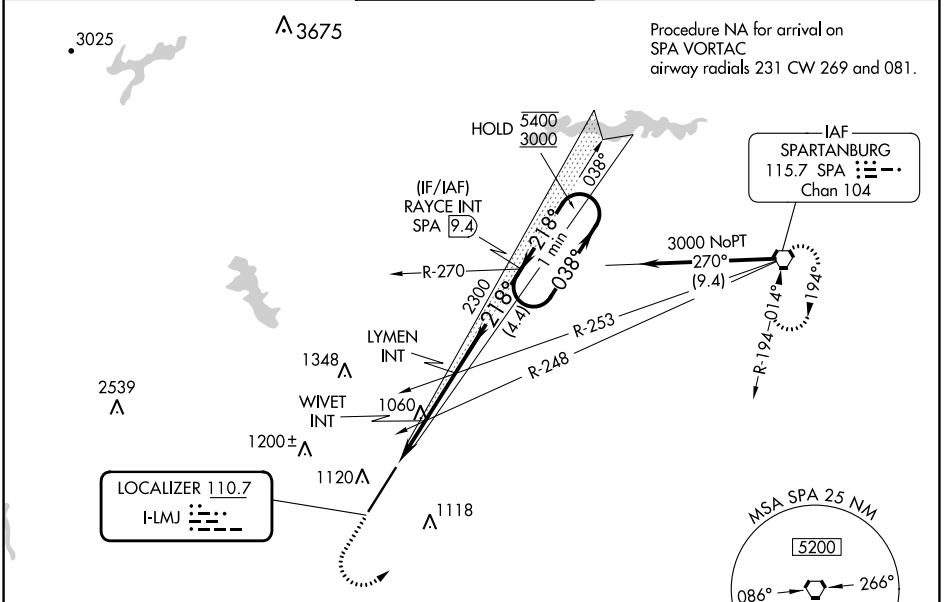 3025
3675
Procedure NA for arrival on
SPA VORTAC
airway radials 231 CW 269 and 081.
HOLD 5400
3000
IAF
SPARTANBURG
115.7 SPA
Chan 104
(IF/IAF)
RAYCE INT
SPA 9.4
038°
218°
1 min
038°
3000 NoPT
270°
(9.4)
R-270
2300
218°
(4.4)
194°
R-194
014°
R-253
R-248
LYMEN
INT
1348
2539
WIVET
INT
1060
1200±
1120
LOCALIZER 110.7
I-LMJ
1118
MSA SPA 25 NM
5200
086°
266°